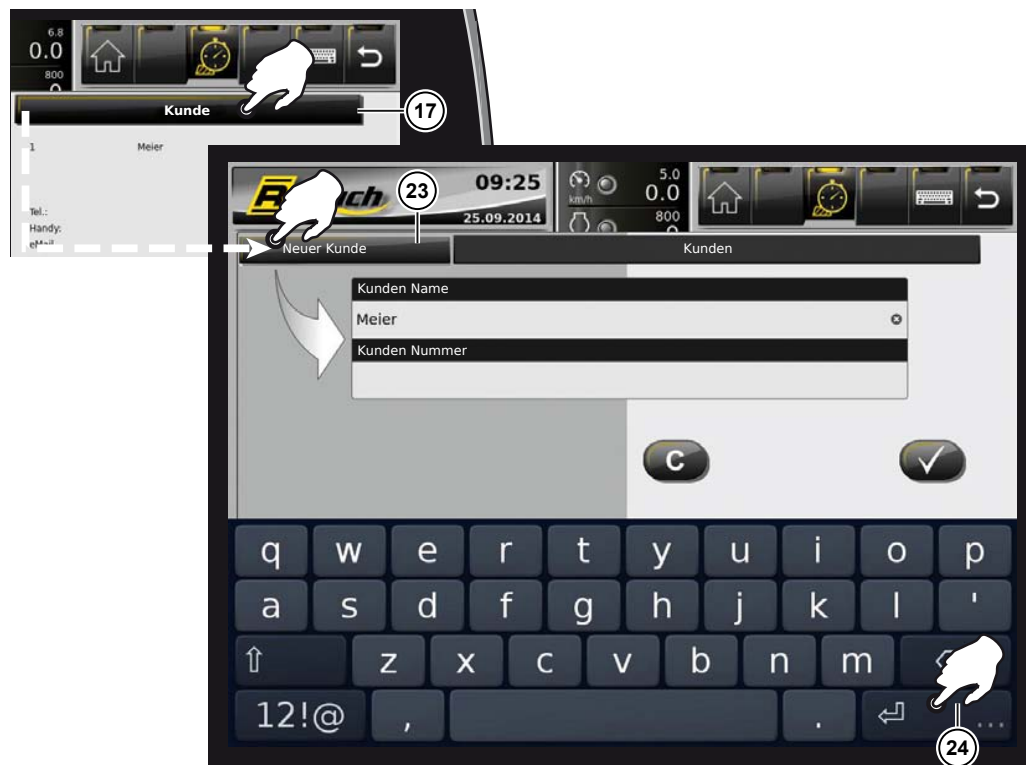 6.8
0.0
800
Kunde
17
1 Meier
Tel.:
Handy:
eMail
23
09:25
25.09.2014
km/h
5.0
0.0
800
Neuer Kunde
Kunden
Kunden Name
Meier
Kunden Nummer
C
q w e r t y u i o p
a s d f g h j k l '
z x c v b n m
12!@ , . ...
24